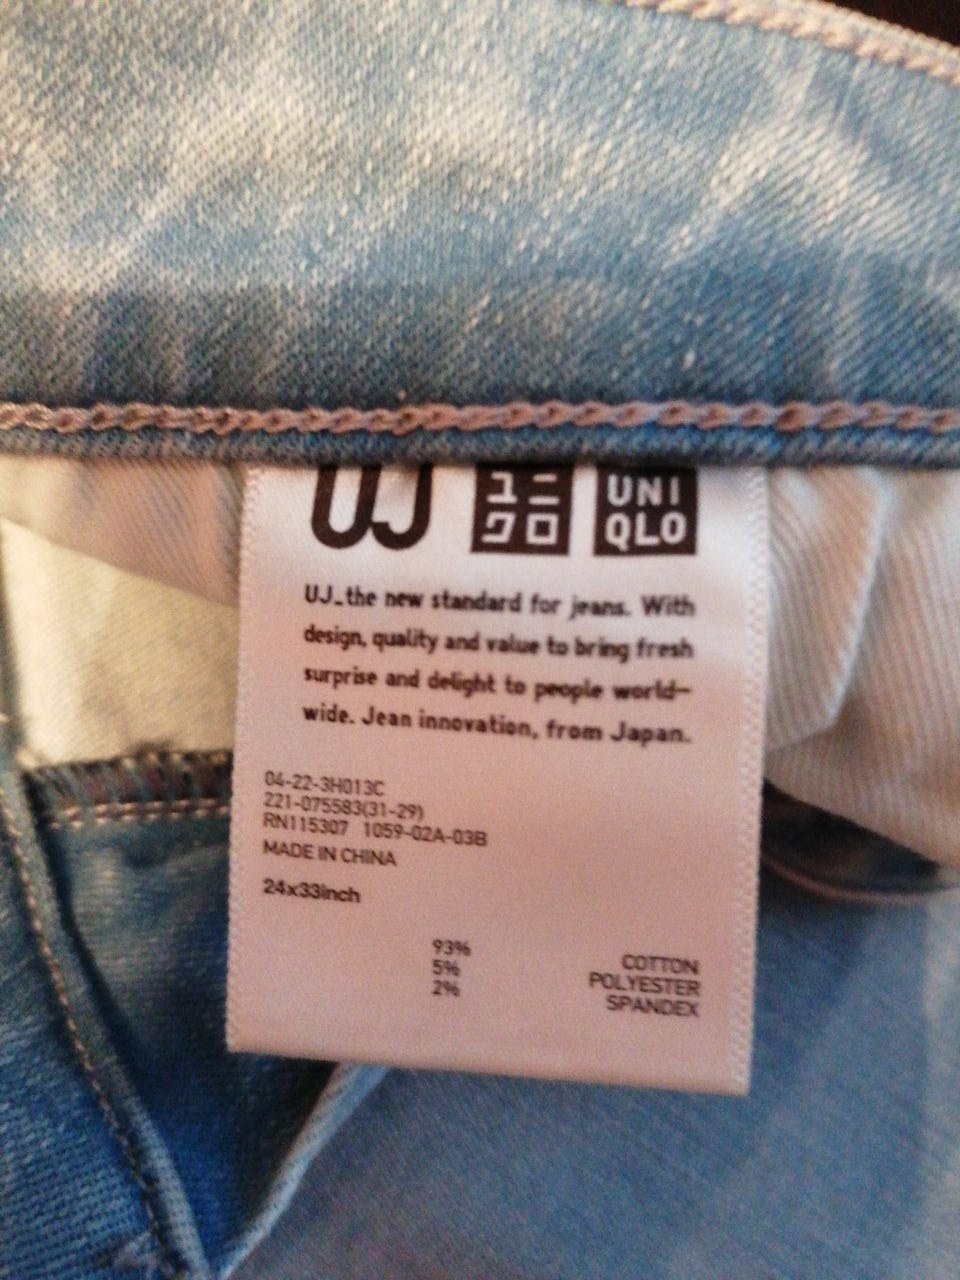 UJ ユニクロ UNIQLO
UJ_the new standard for jeans. With
design, quality and value to bring fresh
surprise and delight to people world-
wide. Jean innovation, from Japan.
04-22-3H013C
221-075583(31-29)
RN115307 1059-02A-03B
MADE IN CHINA
24x33inch
93% COTTON
5% POLYESTER
2% SPANDEX